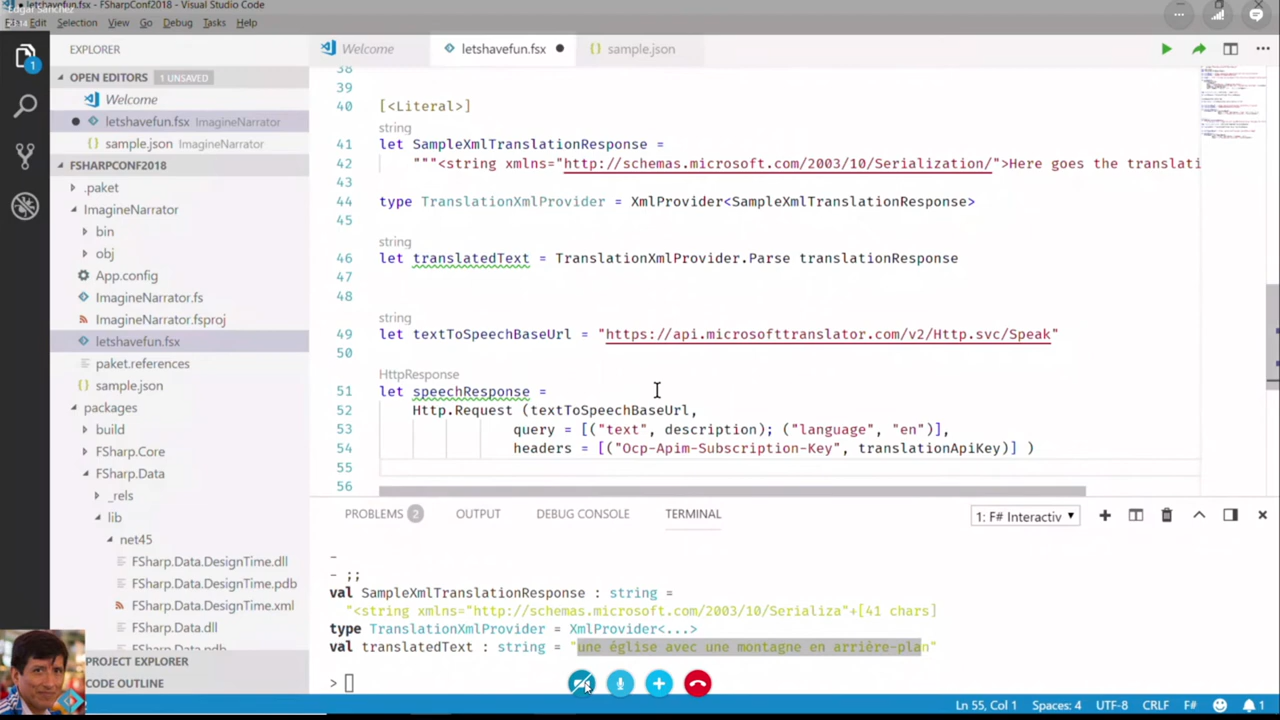 letshavefun.fsx - FSharpConf2018 - Visual Studio Code
Edgar Sánchez
File Edit Selection View Go Debug Tasks Help
EXPLORER
OPEN EDITORS 1 UNSAVED
Welcome
letshavefun.fsx ImagineNarrator
sample.json ImagineNarrator
FSHARPCONF2018
.paket
ImagineNarrator
bin
obj
App.config
ImagineNarrator.fs
ImagineNarrator.fsproj
letshavefun.fsx
paket.references
sample.json
packages
build
FSharp.Core
FSharp.Data
_rels
lib
net45
FSharp.Data.DesignTime.dll
FSharp.Data.DesignTime.pdb
FSharp.Data.DesignTime.xml
FSharp.Data.dll
FSharp.Data.pdb
PROJECT EXPLORER
CODE OUTLINE
1
Welcome
letshavefun.fsx
sample.json
38
39
40 [<Literal>]
string
41 let SampleXmlTranslationResponse =
42 """<string xmlns="http://schemas.microsoft.com/2003/10/Serialization/">Here goes the translati
43
44 type TranslationXmlProvider = XmlProvider<SampleXmlTranslationResponse>
45
string
46 let translatedText = TranslationXmlProvider.Parse translationResponse
47
48
string
49 let textToSpeechBaseUrl = "https://api.microsofttranslator.com/v2/Http.svc/Speak"
50
HttpResponse
51 let speechResponse =
52 Http.Request (textToSpeechBaseUrl,
53 query = [("text", description); ("language", "en")],
54 headers = [("Ocp-Apim-Subscription-Key", translationApiKey)] )
55
56
PROBLEMS 2 OUTPUT DEBUG CONSOLE TERMINAL 1: F# Interactiv
-
- ;;
val SampleXmlTranslationResponse : string =
"<string xmlns="http://schemas.microsoft.com/2003/10/Serializa"+[41 chars]
type TranslationXmlProvider = XmlProvider<...>
val translatedText : string = "une église avec une montagne en arrière-plan"
>
Ln 55, Col 1 Spaces: 4 UTF-8 CRLF F# 1